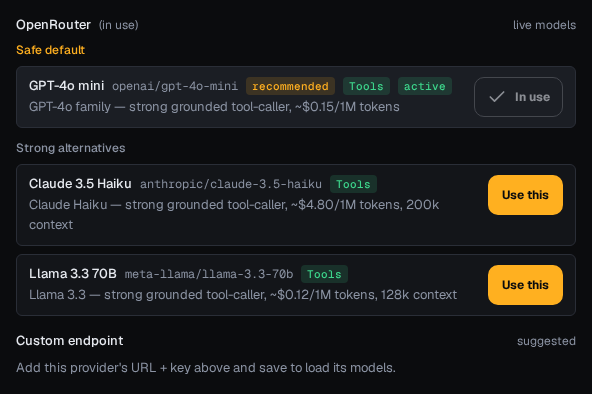 OpenRouter (in use) live models
Safe default
GPT-4o mini openai/gpt-4o-mini recommended Tools active
GPT-4o family — strong grounded tool-caller, ~$0.15/1M tokens
In use
Strong alternatives
Claude 3.5 Haiku anthropic/claude-3.5-haiku Tools
Claude Haiku — strong grounded tool-caller, ~$4.80/1M tokens, 200k
context
Use this
Llama 3.3 70B meta-llama/llama-3.3-70b Tools
Llama 3.3 — strong grounded tool-caller, ~$0.12/1M tokens, 128k context
Use this
Custom endpoint suggested
Add this provider's URL + key above and save to load its models.